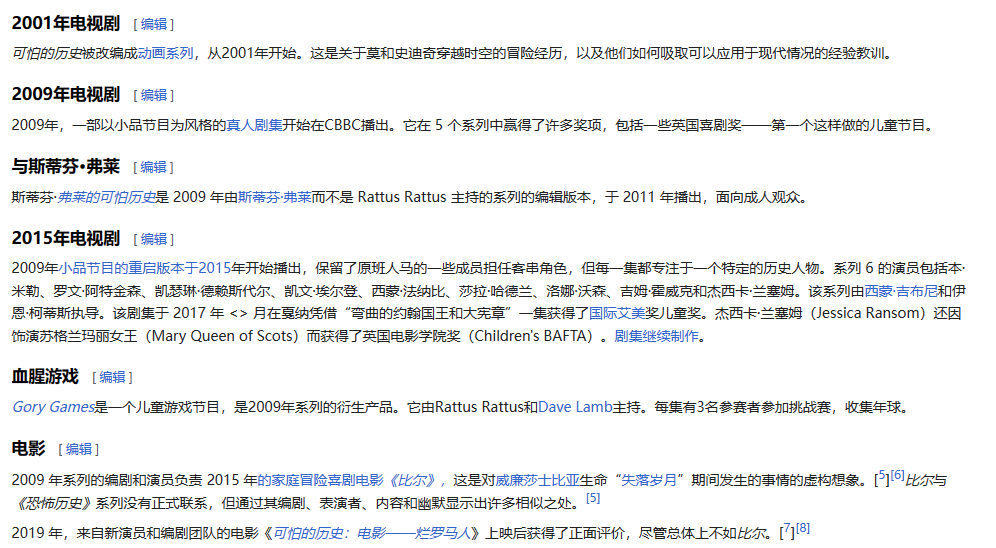 2001年电视剧 [ 编辑 ]
可怕的历史被改编成动画系列，从2001年开始。这是关于莫和史迪奇穿越时空的冒险经历，以及他们如何吸取可以应用于现代情况的经验教训。
2009年电视剧 [ 编辑 ]
2009年，一部以小品节目为风格的真人剧集开始在CBBC播出。它在 5 个系列中赢得了许多奖项，包括一些英国喜剧奖——第一个这样做的儿童节目。
与斯蒂芬·弗莱 [ 编辑 ]
斯蒂芬·弗莱的可怕历史是 2009 年由斯蒂芬·弗莱而不是 Rattus Rattus 主持的系列的编辑版本，于 2011 年播出，面向成人观众。
2015年电视剧 [ 编辑 ]
2009年小品节目的重启版本于2015年开始播出，保留了原班人马的一些成员担任客串角色，但每一集都专注于一个特定的历史人物。系列 6 的演员包括本·
米勒、罗文·阿特金森、凯瑟琳·德赖斯代尔、凯文·埃尔登、西蒙·法纳比、莎拉·哈德兰、洛娜·沃森、吉姆·霍威克和杰西卡·兰塞姆。该系列由西蒙·吉布尼和伊
恩·柯蒂斯执导。该剧集于 2017 年 <> 月在戛纳凭借“弯曲的约翰国王和大宪章”一集获得了国际艾美奖儿童奖。杰西卡·兰塞姆（Jessica Ransom）还因
饰演苏格兰玛丽女王（Mary Queen of Scots）而获得了英国电影学院奖（Children's BAFTA）。剧集继续制作。
血腥游戏 [ 编辑 ]
Gory Games是一个儿童游戏节目，是2009年系列的衍生产品。它由Rattus Rattus和Dave Lamb主持。每集有3名参赛者参加挑战赛，收集年球。
电影 [ 编辑 ]
2009 年系列的编剧和演员负责 2015 年的家庭冒险喜剧电影《比尔》，这是对威廉莎士比亚生命“失落岁月”期间发生的事情的虚构想象。[5][6]比尔与
《恐怖历史》系列没有正式联系，但通过其编剧、表演者、内容和幽默显示出许多相似之处。[5]
2019 年，来自新演员和编剧团队的电影《可怕的历史：电影——烂罗马人》上映后获得了正面评价，尽管总体上不如比尔。[7][8]